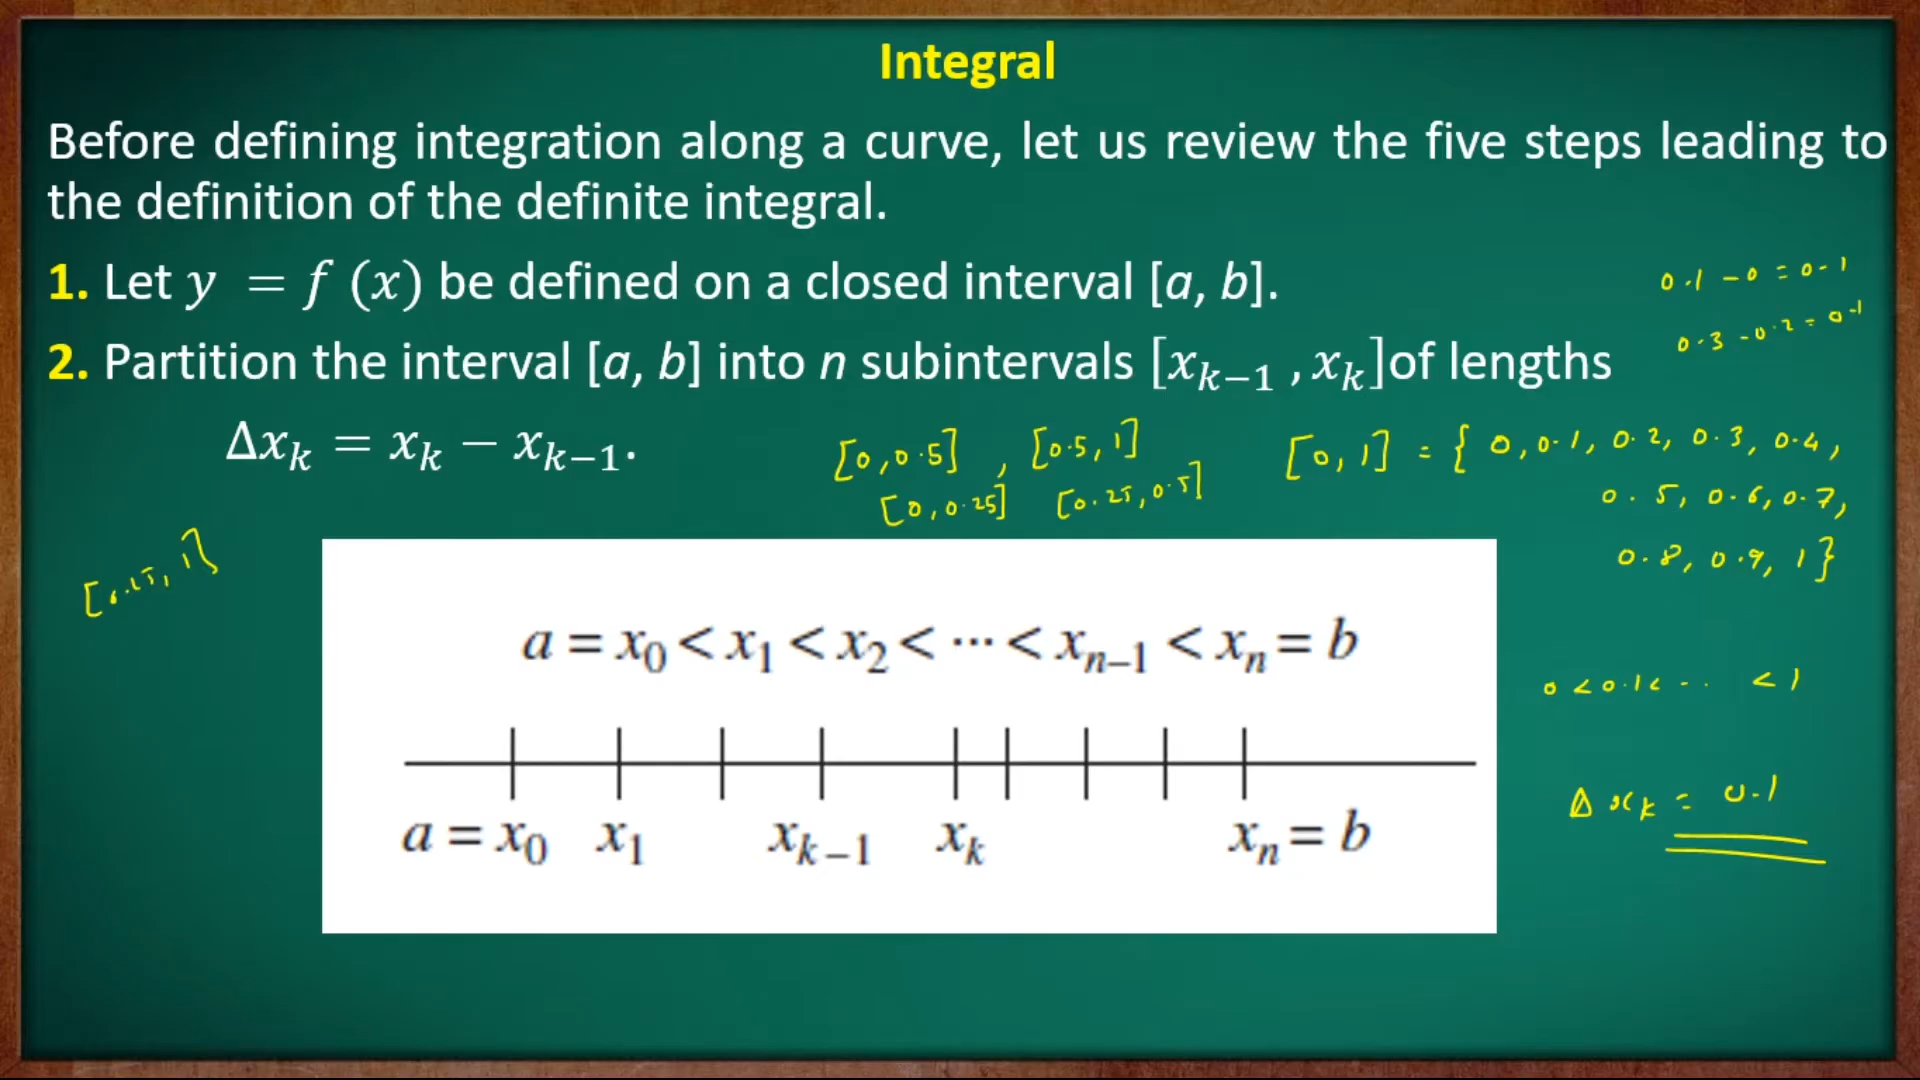 Integral
Before defining integration along a curve, let us review the five steps leading to
the definition of the definite integral.
1. Let y = f (x) be defined on a closed interval [a, b].
0.1 - 0 = 0.1
0.3 - 0.2 = 0.1
2. Partition the interval [a, b] into n subintervals [xₖ₋₁ , xₖ]of lengths
Δxₖ = xₖ − xₖ₋₁.
[0, 0.5] , [0.5, 1]
[0, 0.25] [0.25, 0.5]
[0, 1] = { 0, 0.1, 0.2, 0.3, 0.4,
0.5, 0.6, 0.7,
0.8, 0.9, 1 }
[0.25, 1]
a = x₀ < x₁ < x₂ < ··· < xₙ₋₁ < xₙ = b
0 < 0.1 < - . . < 1
a = x₀ x₁ xₖ₋₁ xₖ xₙ = b
Δxₖ = 0.1